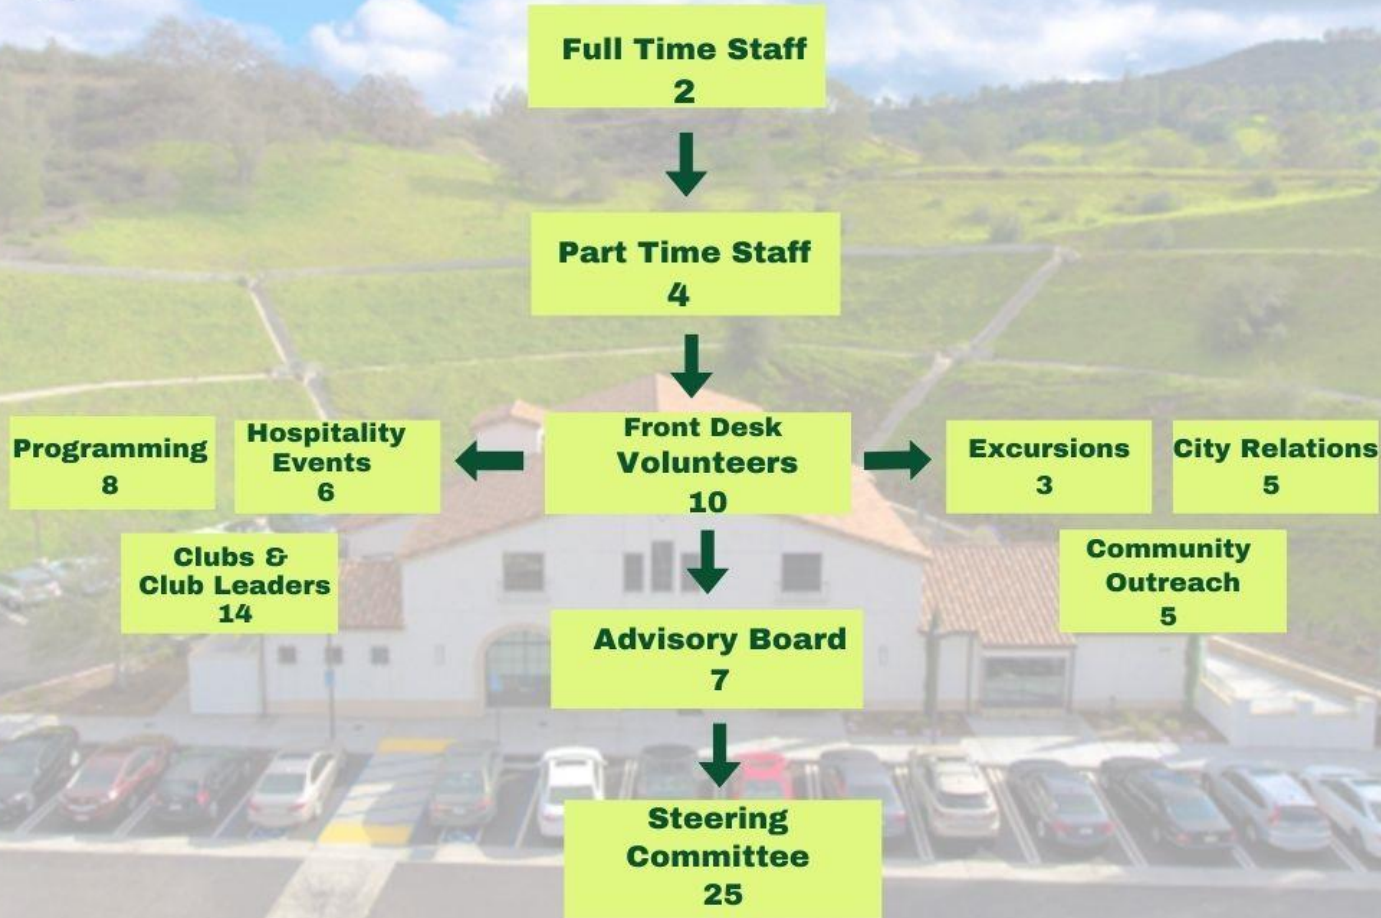 Full Time Staff
2
Part Time Staff
4
Programming
8
Hospitality
Events
6
Front Desk
Volunteers
10
Excursions
3
City Relations
5
Clubs &
Club Leaders
14
Community
Outreach
5
Advisory Board
7
Steering
Committee
25